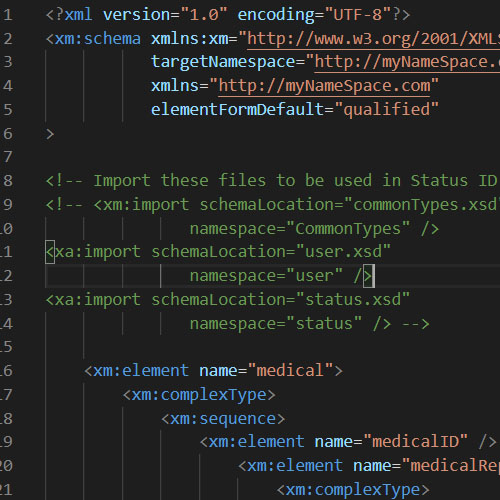 1 <?xml version="1.0" encoding="UTF-8"?>
2 <xm:schema xmlns:xm="http://www.w3.org/2001/XMLS
3 targetNamespace="http://myNameSpace.c
4 xmlns="http://myNameSpace.com"
5 elementFormDefault="qualified"
6 >
7
8 <!-- Import these files to be used in Status ID
9 <!-- <xm:import schemaLocation="commonTypes.xsd"
10 namespace="CommonTypes" />
11 <xa:import schemaLocation="user.xsd"
12 namespace="user" />
13 <xa:import schemaLocation="status.xsd"
14 namespace="status" /> -->
15
16 <xm:element name="medical">
17 <xm:complexType>
18 <xm:sequence>
19 <xm:element name="medicalID" />
20 <xm:element name="medicalRep
21 <xm:complexType>